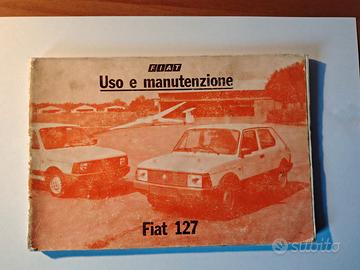 FIAT
Uso e manutenzione
Fiat 127
subito